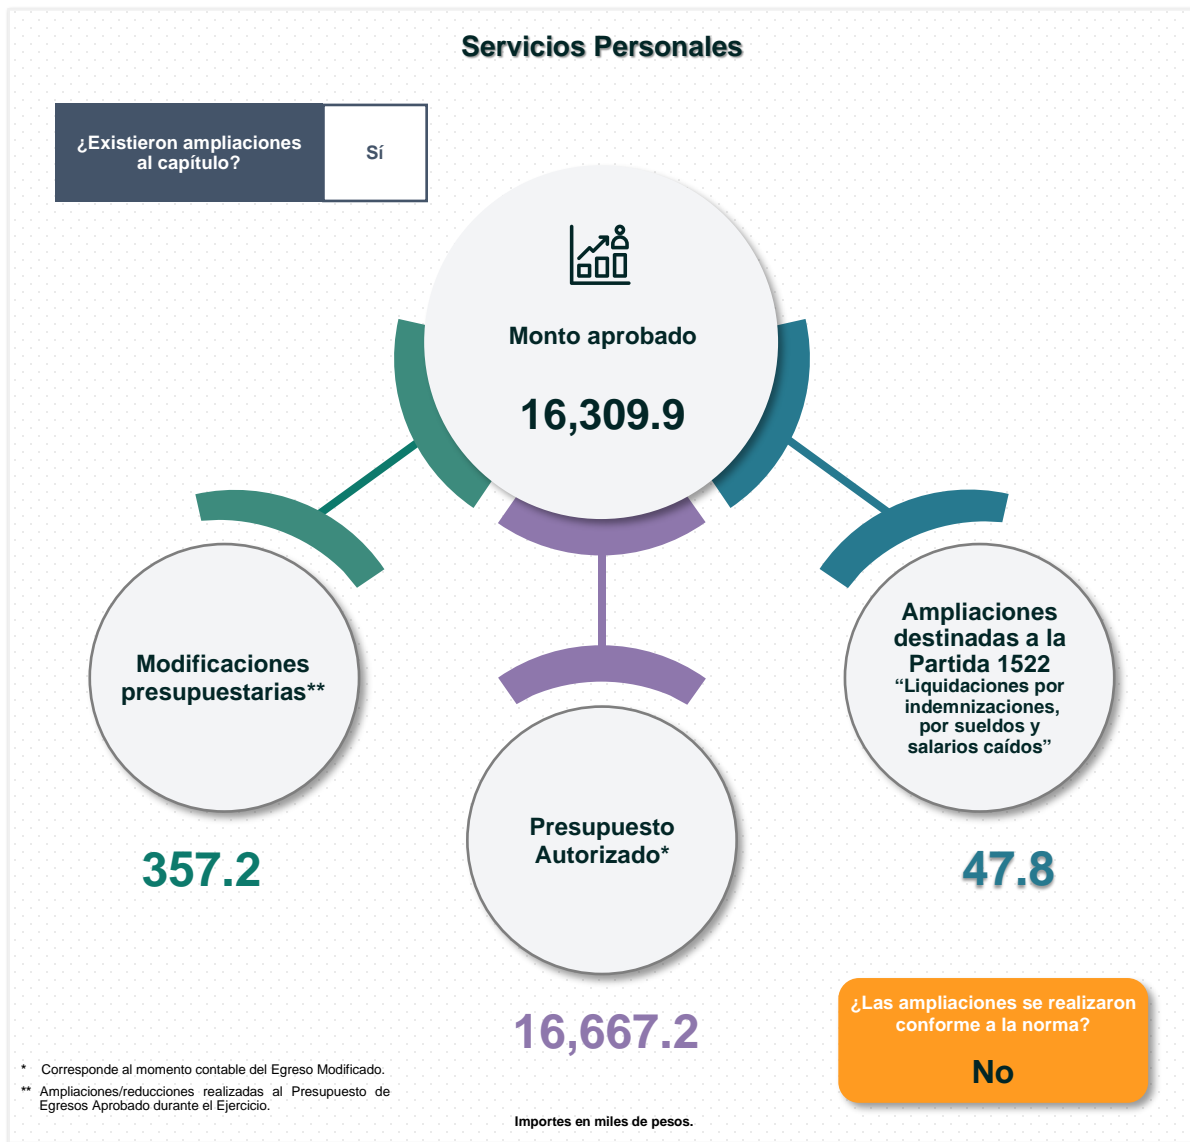 Servicios Personales
¿Existieron ampliaciones
al capítulo?
Sí
Monto aprobado
16,309.9
Modificaciones
presupuestarias**
357.2
Presupuesto
Autorizado*
16,667.2
Ampliaciones
destinadas a la
Partida 1522
“Liquidaciones por
indemnizaciones,
por sueldos y
salarios caídos”
47.8
¿Las ampliaciones se realizaron
conforme a la norma?
No
* Corresponde al momento contable del Egreso Modificado.
** Ampliaciones/reducciones realizadas al Presupuesto de
Egresos Aprobado durante el Ejercicio.
Importes en miles de pesos.